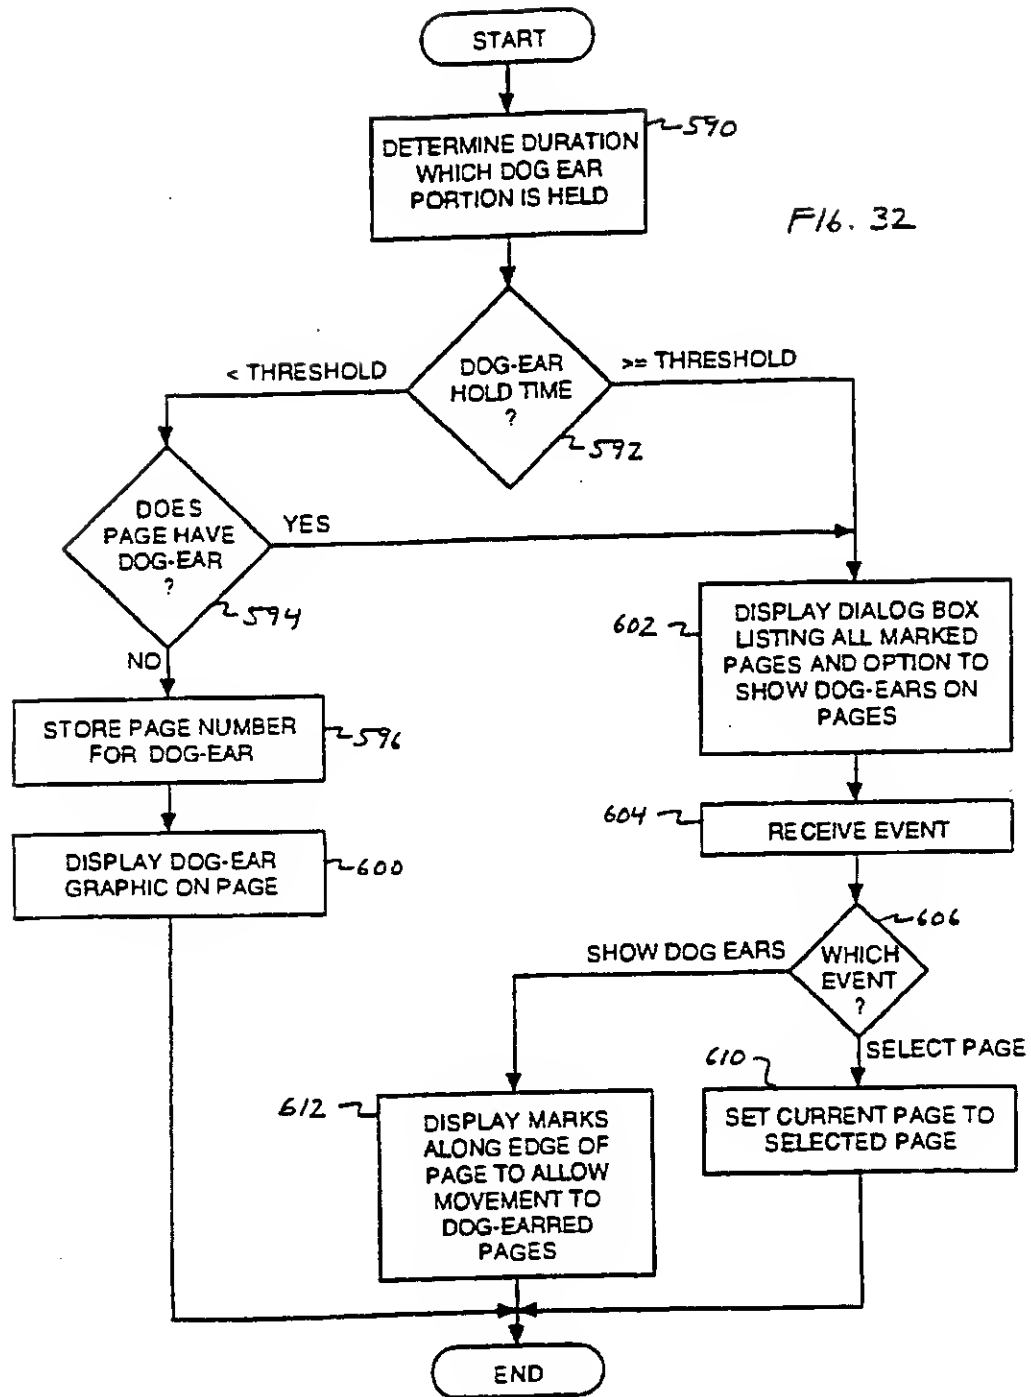 START
DETERMINE DURATION
WHICH DOG EAR
PORTION IS HELD
590
FIG. 32
< THRESHOLD
DOG-EAR
HOLD TIME
?
>= THRESHOLD
592
DOES
PAGE HAVE
DOG-EAR
?
YES
594
NO
602
DISPLAY DIALOG BOX
LISTING ALL MARKED
PAGES AND OPTION TO
SHOW DOG-EARS ON
PAGES
STORE PAGE NUMBER
FOR DOG-EAR
596
604
RECEIVE EVENT
DISPLAY DOG-EAR
GRAPHIC ON PAGE
600
606
SHOW DOG EARS
WHICH
EVENT
?
SELECT PAGE
610
SET CURRENT PAGE TO
SELECTED PAGE
612
DISPLAY MARKS
ALONG EDGE OF
PAGE TO ALLOW
MOVEMENT TO
DOG-EARRED
PAGES
END